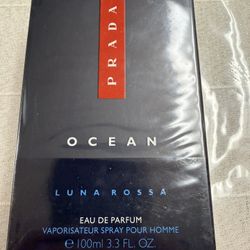 PRADA
OCEAN
LUNA ROSSA
EAU DE PARFUM
VAPORISATEUR SPRAY POUR HOMME
℮ 100ml 3.3 FL. OZ.